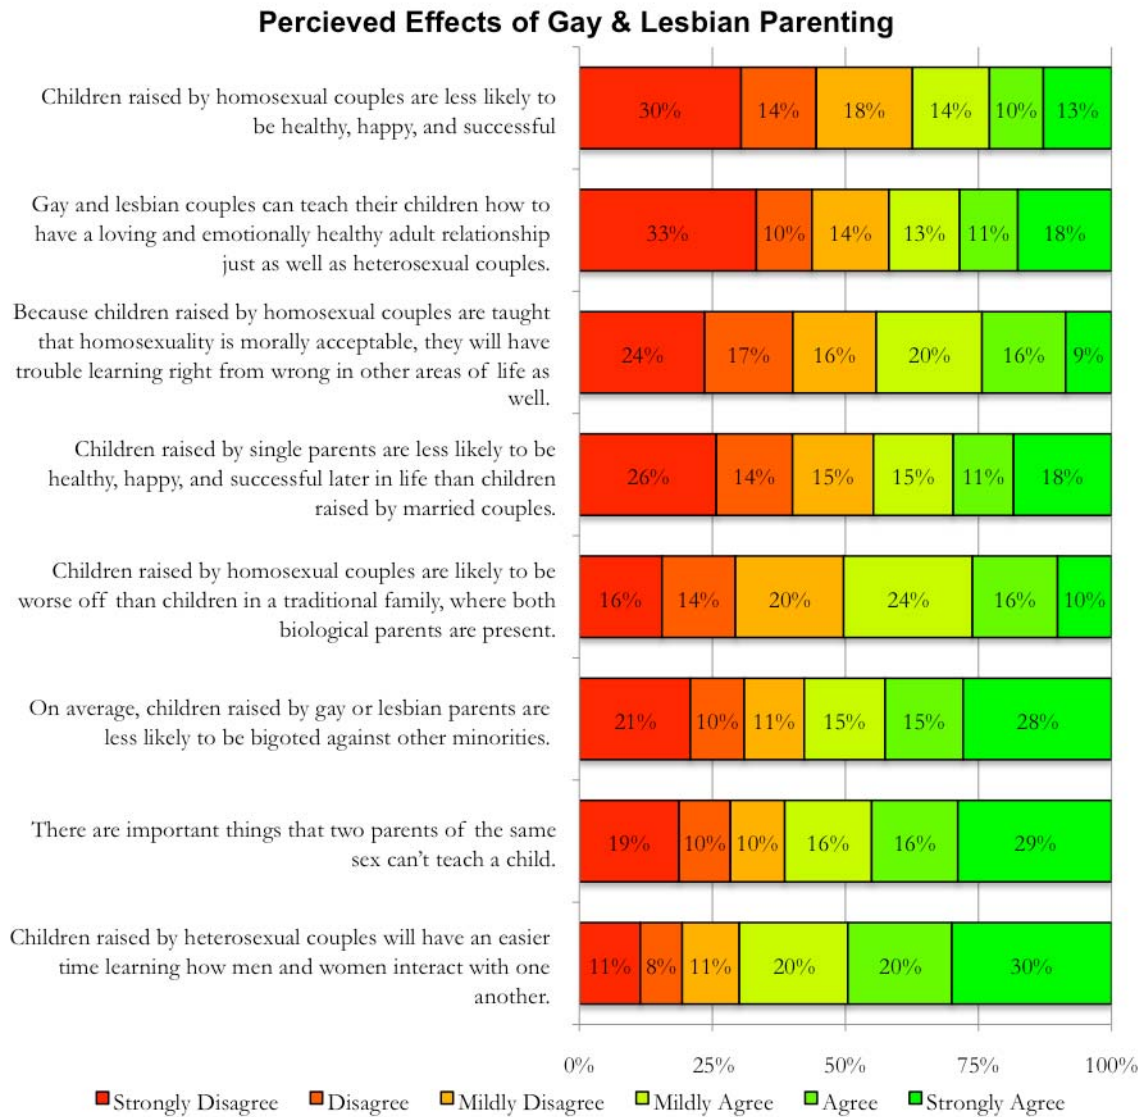 Percieved Effects of Gay & Lesbian Parenting
Children raised by homosexual couples are less likely to
be healthy, happy, and successful
30% 14% 18% 14% 10% 13%
Gay and lesbian couples can teach their children how to
have a loving and emotionally healthy adult relationship
just as well as heterosexual couples.
33% 10% 14% 13% 11% 18%
Because children raised by homosexual couples are taught
that homosexuality is morally acceptable, they will have
trouble learning right from wrong in other areas of life as
well.
24% 17% 16% 20% 16% 9%
Children raised by single parents are less likely to be
healthy, happy, and successful later in life than children
raised by married couples.
26% 14% 15% 15% 11% 18%
Children raised by homosexual couples are likely to be
worse off than children in a traditional family, where both
biological parents are present.
16% 14% 20% 24% 16% 10%
On average, children raised by gay or lesbian parents are
less likely to be bigoted against other minorities.
21% 10% 11% 15% 15% 28%
There are important things that two parents of the same
sex can't teach a child.
19% 10% 10% 16% 16% 29%
Children raised by heterosexual couples will have an easier
time learning how men and women interact with one
another.
11% 8% 11% 20% 20% 30%
0% 25% 50% 75% 100%
Strongly Disagree Disagree Mildly Disagree Mildly Agree Agree Strongly Agree